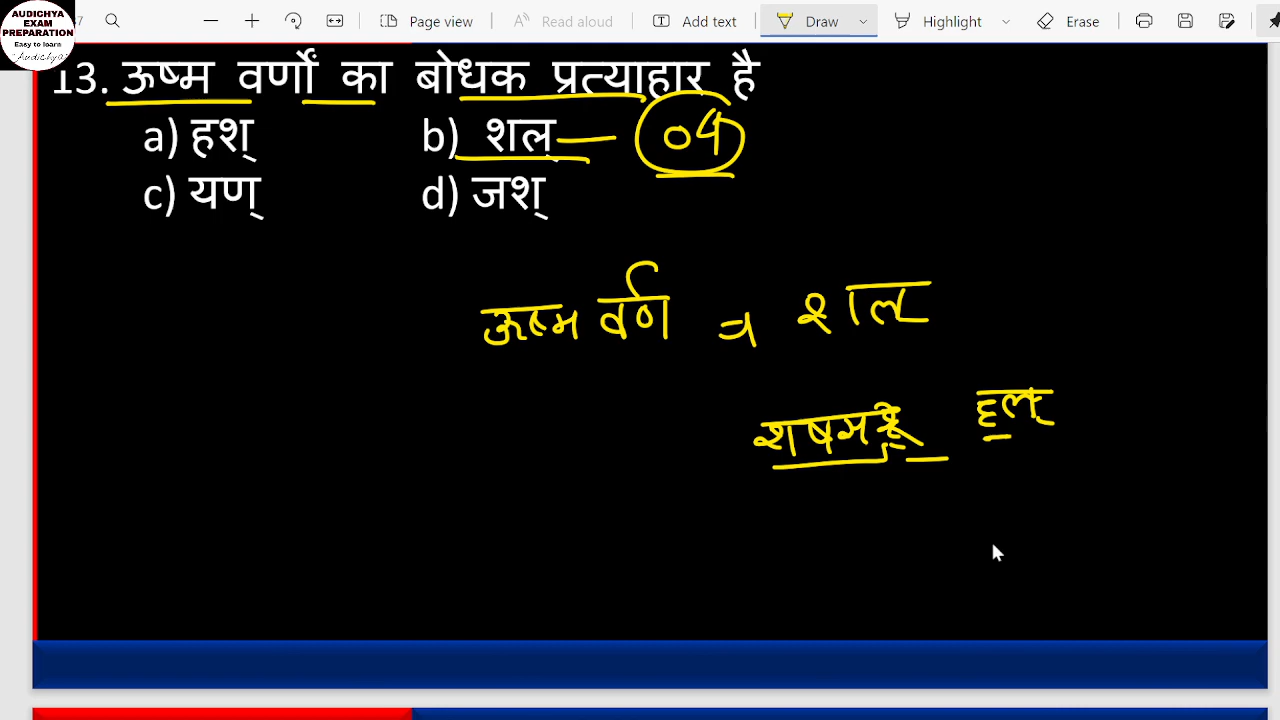 AUDICHYA
EXAM
PREPARATION
Easy to learn
Page view
Read aloud
Add text
Draw
Highlight
Erase
13. ऊष्म वर्णों का बोधक प्रत्याहार है
a) हश् b) शल् — 04
c) यण् d) जश्
ऊष्म वर्ण → शल
हल्